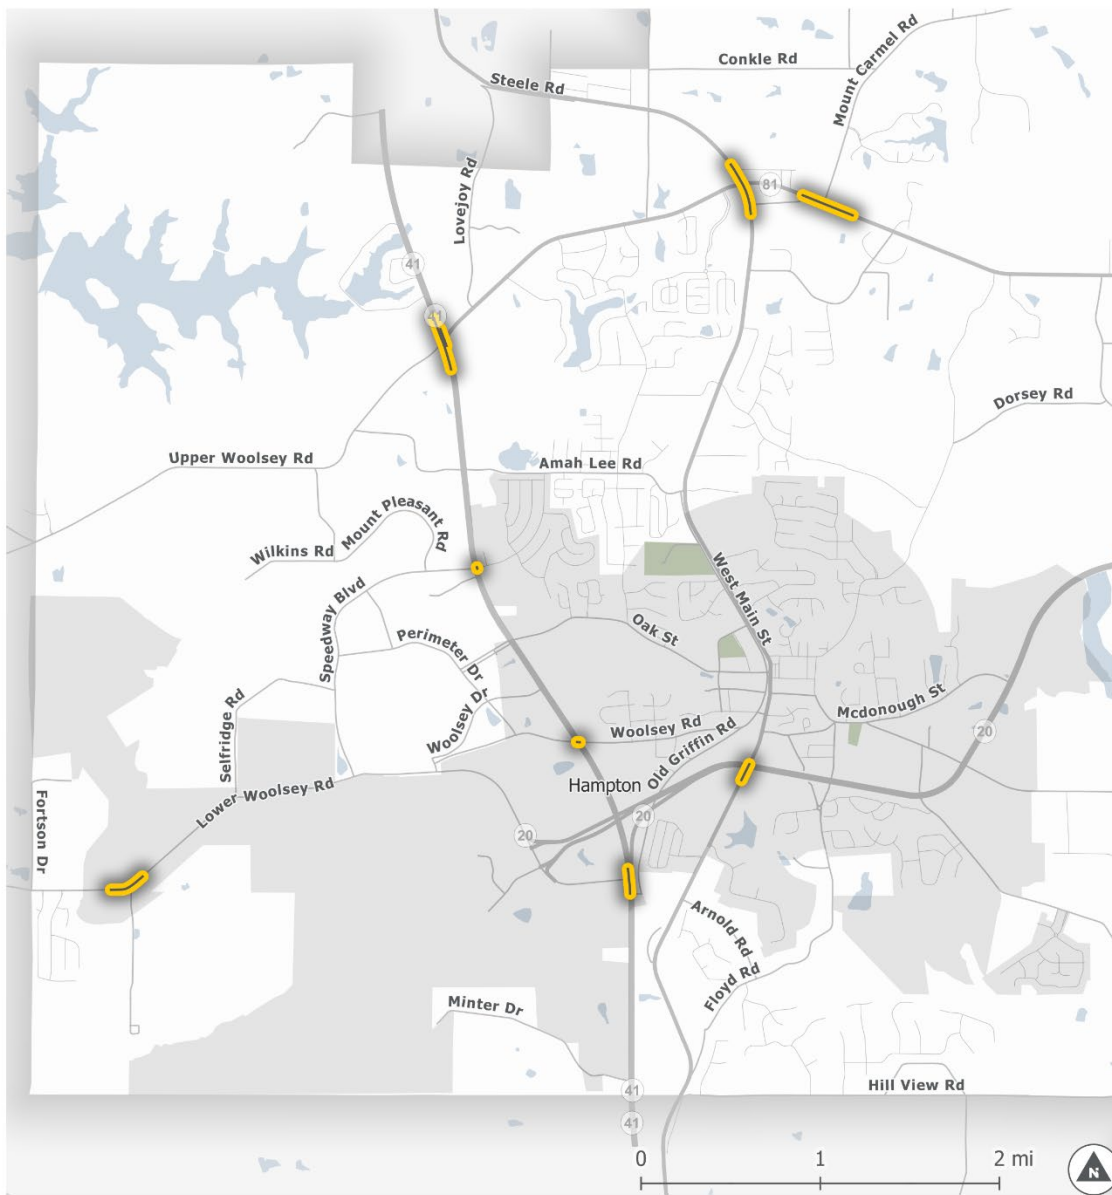 Conkle Rd
Mount Carmel Rd
Steele Rd
81
Lovejoy Rd
41
41
Dorsey Rd
Upper Woolsey Rd
Amah Lee Rd
Mount Pleasant Rd
Wilkins Rd
West Main St
Speedway Blvd
Oak St
Perimeter Dr
Selfridge Rd
Woolsey Dr
Woolsey Rd
Mcdonough St
Old Griffin Rd
20
Hampton
Lower Woolsey Rd
Fortson Dr
20
20
Arnold Rd
Floyd Rd
Minter Dr
Hill View Rd
41
41
0 1 2 mi
N